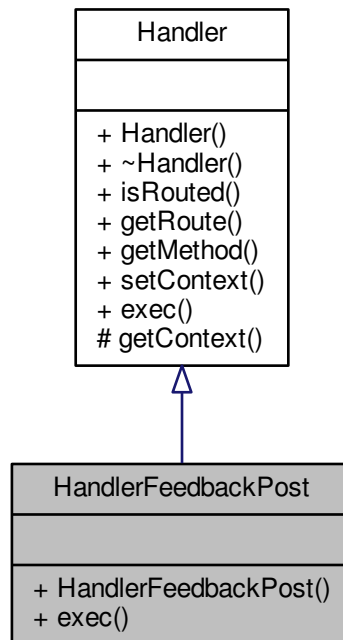 Handler
+ Handler()
+ ~Handler()
+ isRouted()
+ getRoute()
+ getMethod()
+ setContext()
+ exec()
# getContext()
HandlerFeedbackPost
+ HandlerFeedbackPost()
+ exec()